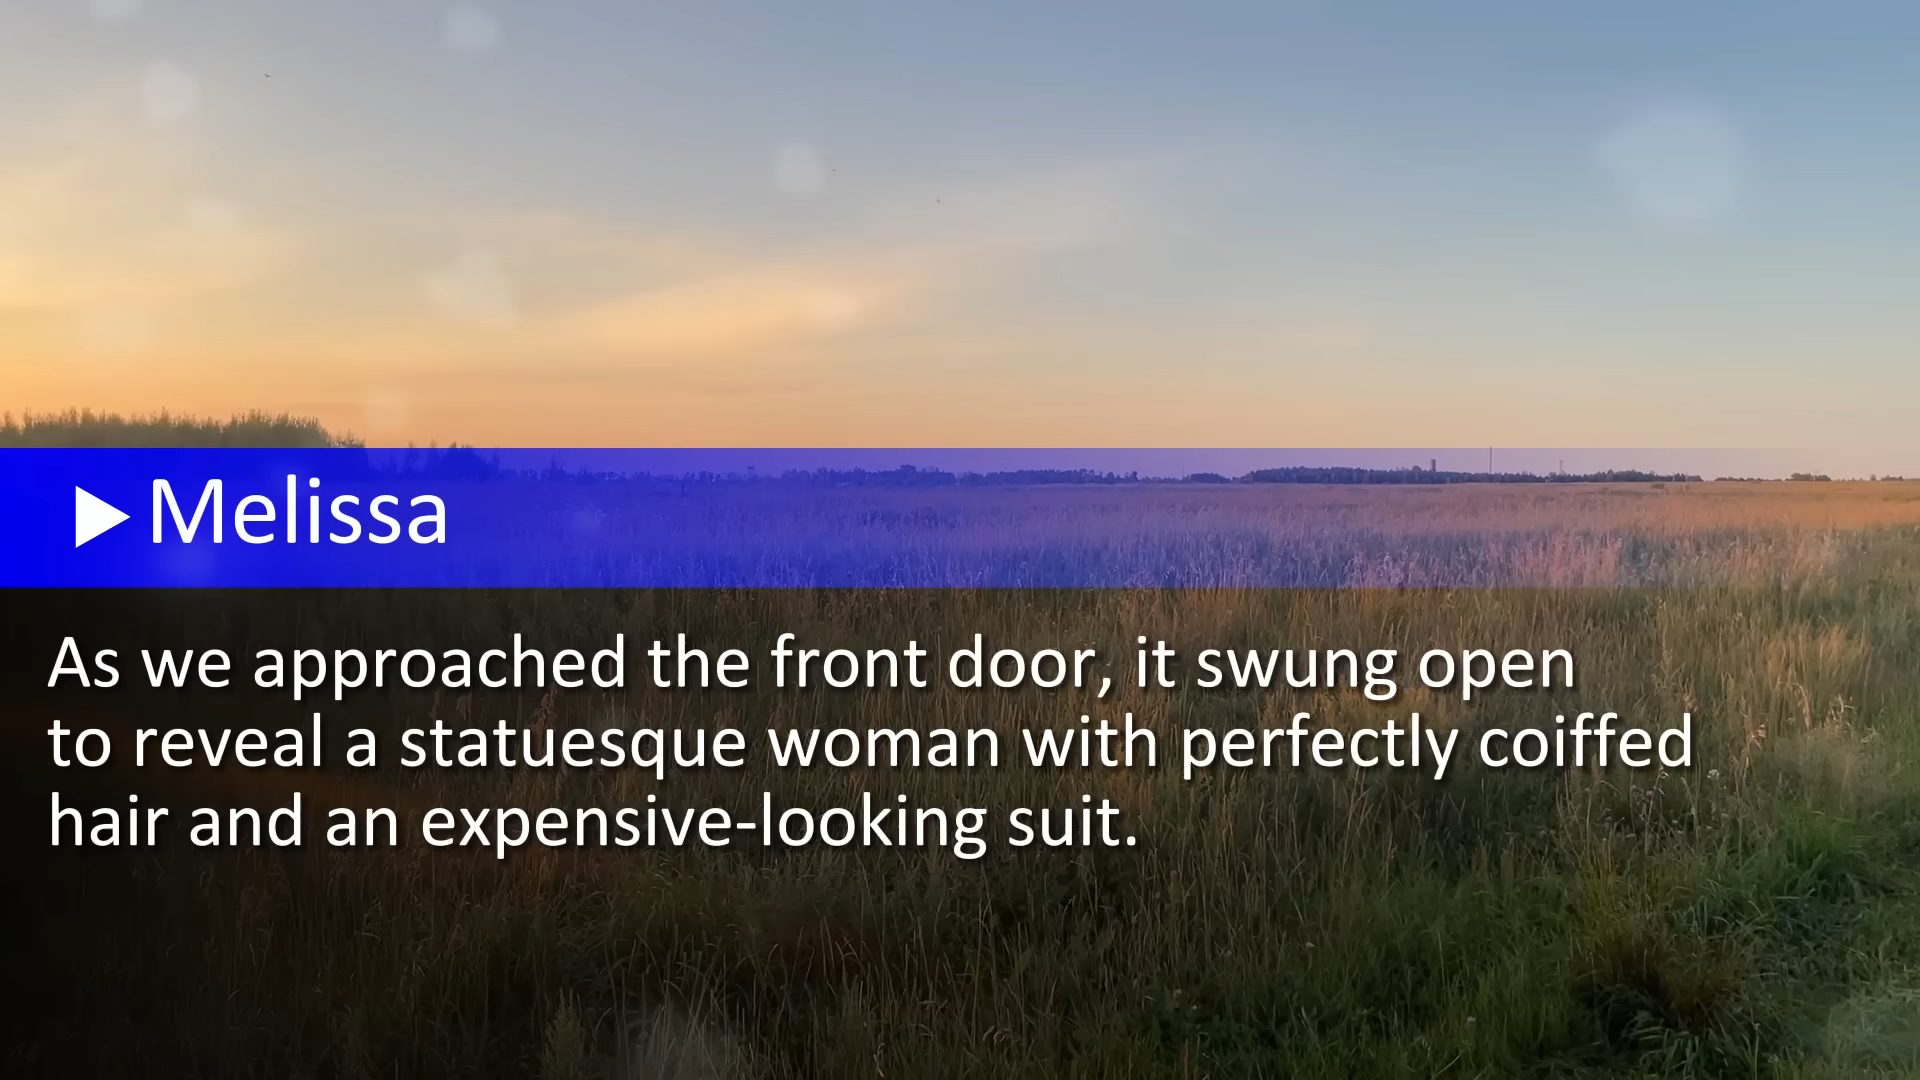 Melissa
As we approached the front door, it swung open
to reveal a statuesque woman with perfectly coiffed
hair and an expensive-looking suit.